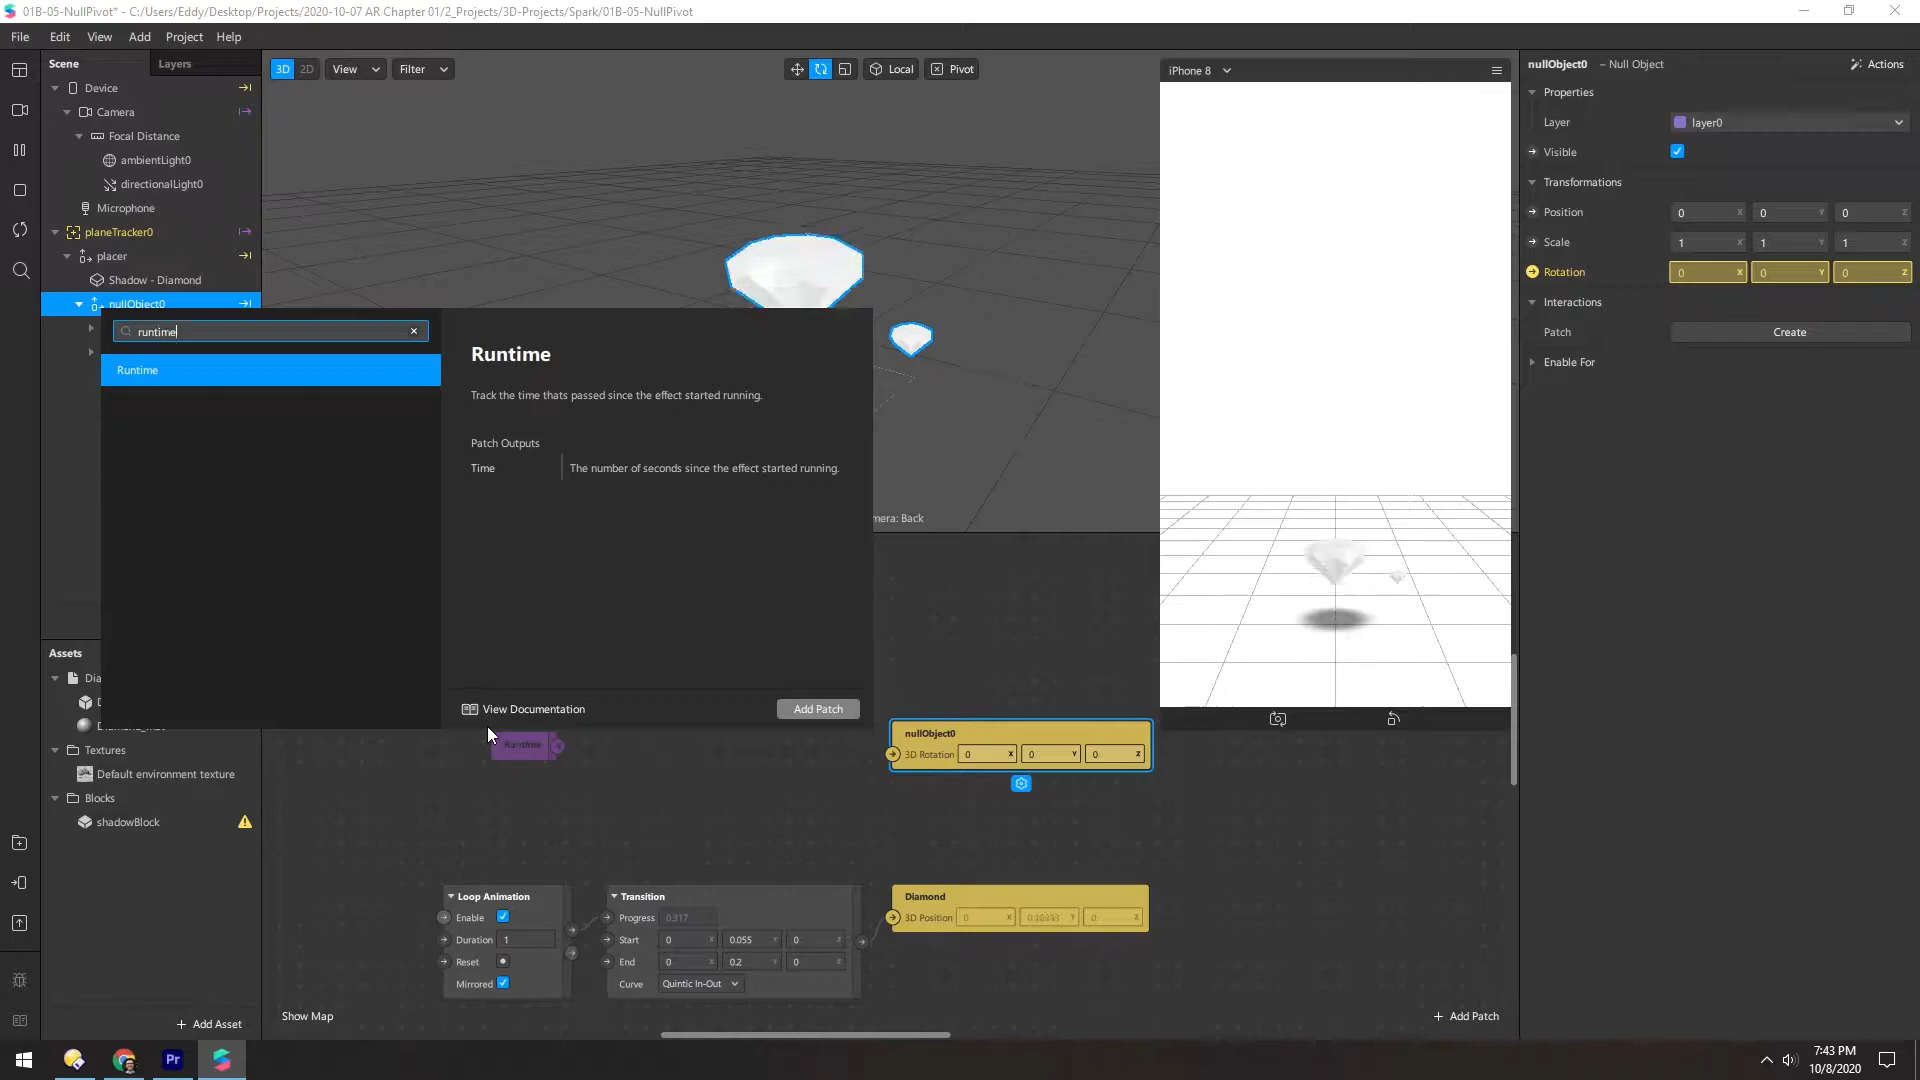 01B-05-NullPivot* - C:/Users/Eddy/Desktop/Projects/2020-10-07 AR Chapter 01/2_Projects/3D-Projects/Spark/01B-05-NullPivot
File Edit View Add Project Help
Scene Layers
Device
Camera
Focal Distance
ambientLight0
directionalLight0
Microphone
planeTracker0
placer
Shadow - Diamond
nullObject0
3D 2D View Filter Local Pivot
iPhone 8
nullObject0 – Null Object Actions
Properties
Layer layer0
Visible
Transformations
Position 0 X 0 Y 0 Z
Scale 1 X 1 Y 1 Z
Rotation 0 X 0 Y 0 Z
Interactions
Patch Create
Enable For
runtime
Runtime
Runtime
Track the time thats passed since the effect started running.
Patch Outputs
Time The number of seconds since the effect started running.
View Documentation Add Patch
mera: Back
Assets
Dia
D
Textures
Default environment texture
Blocks
shadowBlock
Add Asset
Runtime
nullObject0
3D Rotation 0 X 0 Y 0 Z
Loop Animation
Enable
Duration 1
Reset
Mirrored
Transition
Progress 0.317
Start 0 X 0.055 Y 0 Z
End 0 X 0.2 Y 0 Z
Curve Quintic In-Out
Diamond
3D Position 0 X Y 0 Z
Show Map
Add Patch
Pr
7:43 PM
10/8/2020